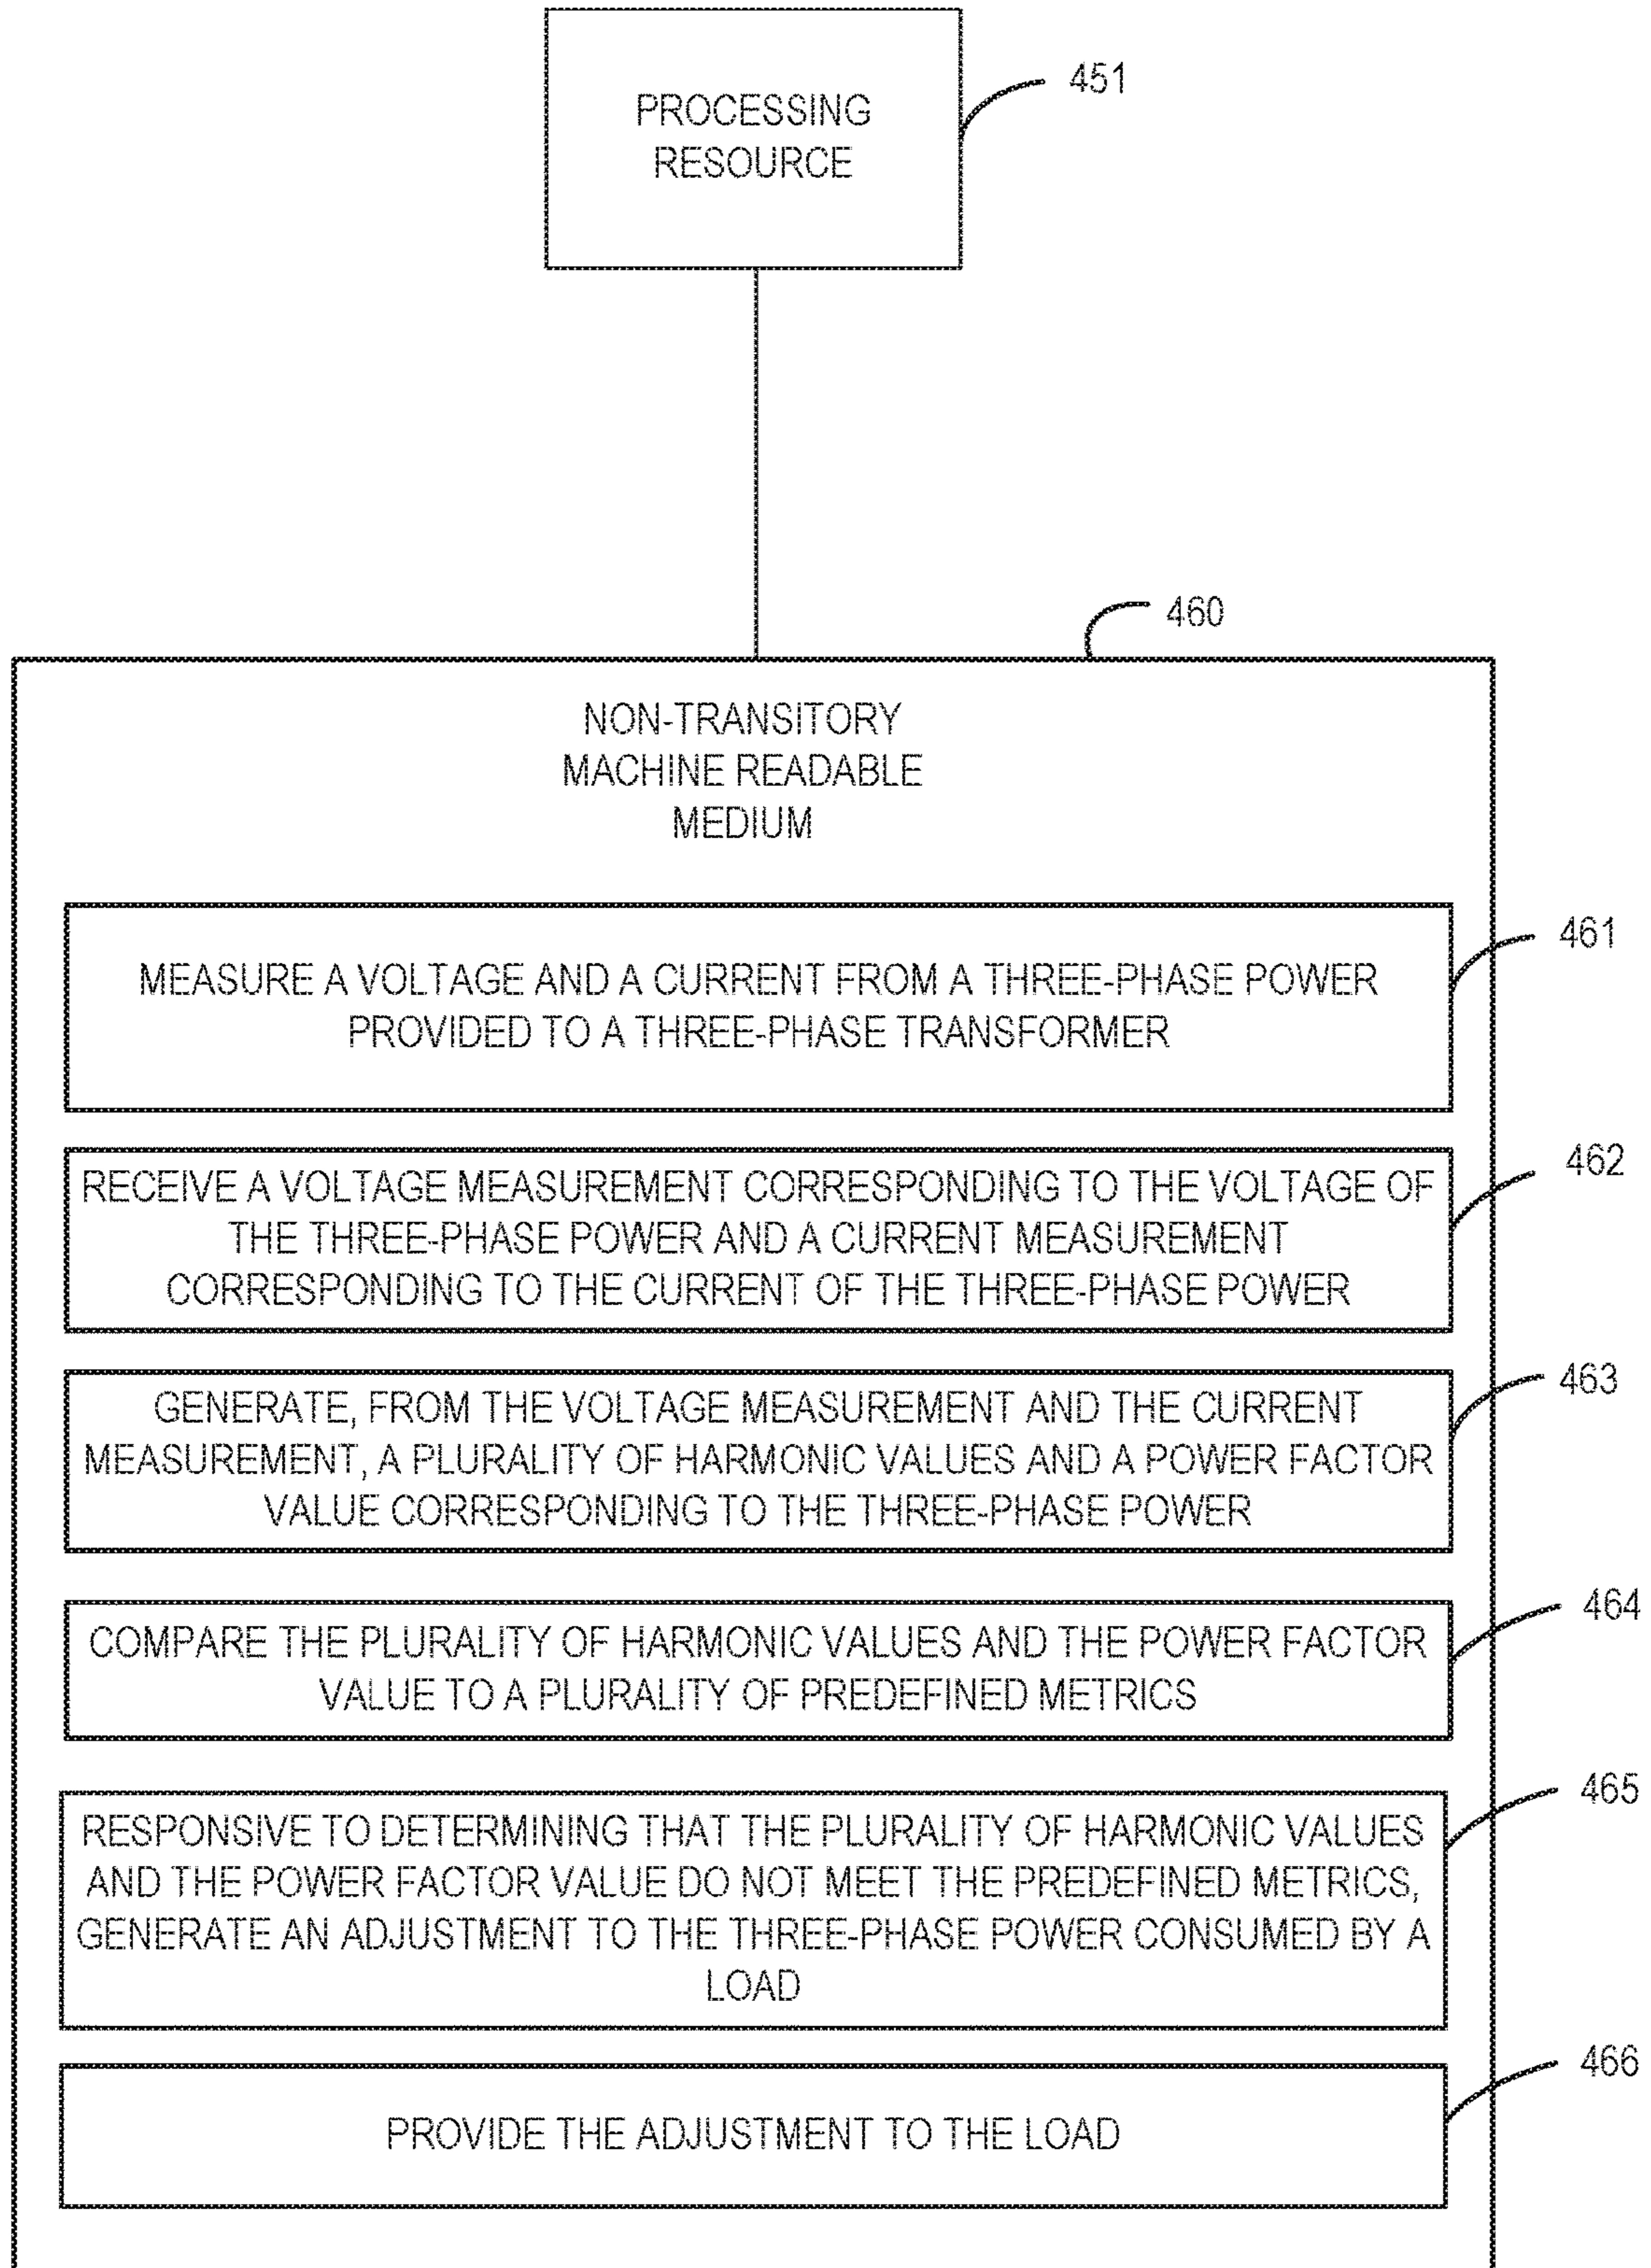 PROCESSING
RESOURCE
451
460
NON-TRANSITORY
MACHINE READABLE
MEDIUM
MEASURE A VOLTAGE AND A CURRENT FROM A THREE-PHASE POWER
PROVIDED TO A THREE-PHASE TRANSFORMER
461
RECEIVE A VOLTAGE MEASUREMENT CORRESPONDING TO THE VOLTAGE OF
THE THREE-PHASE POWER AND A CURRENT MEASUREMENT
CORRESPONDING TO THE CURRENT OF THE THREE-PHASE POWER
462
GENERATE, FROM THE VOLTAGE MEASUREMENT AND THE CURRENT
MEASUREMENT, A PLURALITY OF HARMONIC VALUES AND A POWER FACTOR
VALUE CORRESPONDING TO THE THREE-PHASE POWER
463
COMPARE THE PLURALITY OF HARMONIC VALUES AND THE POWER FACTOR
VALUE TO A PLURALITY OF PREDEFINED METRICS
464
RESPONSIVE TO DETERMINING THAT THE PLURALITY OF HARMONIC VALUES
AND THE POWER FACTOR VALUE DO NOT MEET THE PREDEFINED METRICS,
GENERATE AN ADJUSTMENT TO THE THREE-PHASE POWER CONSUMED BY A
LOAD
465
PROVIDE THE ADJUSTMENT TO THE LOAD
466